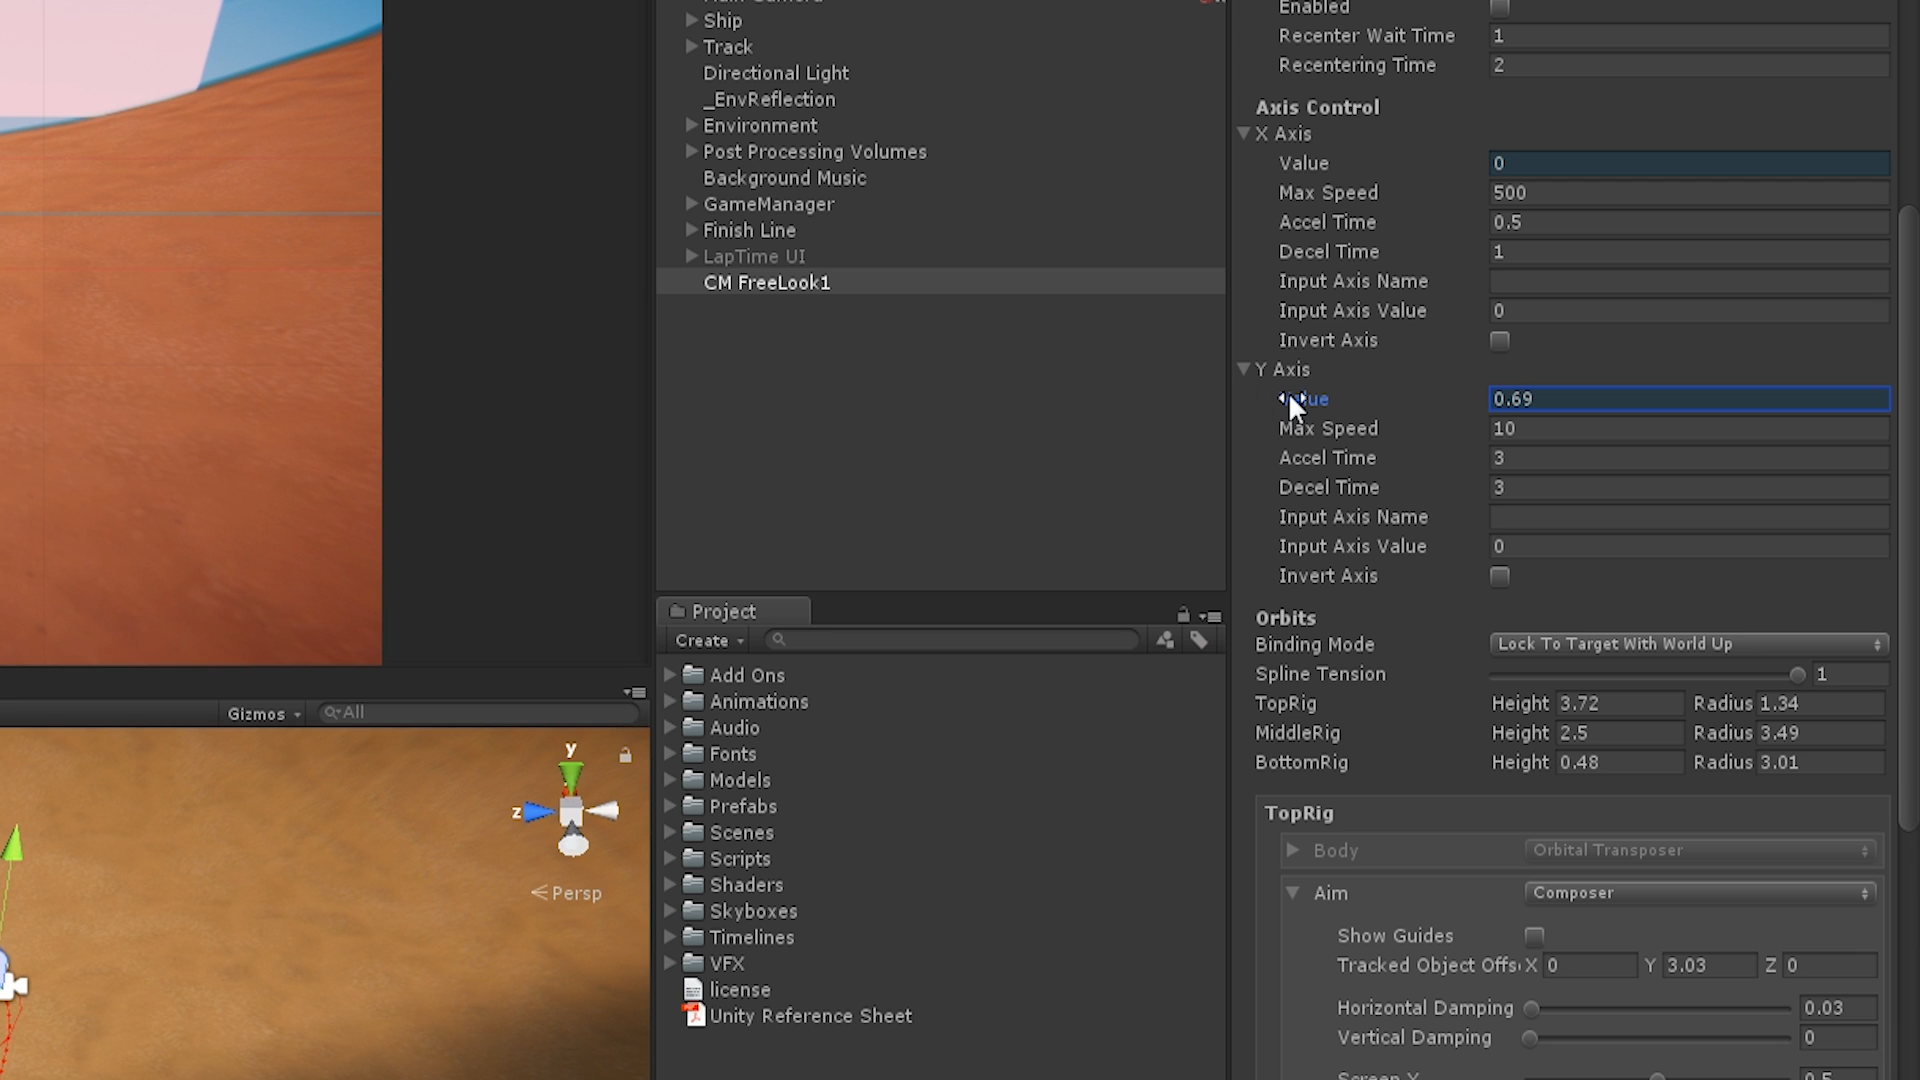 Ship
Track
Directional Light
_EnvReflection
Environment
Post Processing Volumes
Background Music
GameManager
Finish Line
LapTime UI
CM FreeLook1
Project
Create
Add Ons
Animations
Audio
Fonts
Models
Prefabs
Scenes
Scripts
Shaders
Skyboxes
Timelines
VFX
license
Unity Reference Sheet
Gizmos
All
y
z
Persp
Enabled
Recenter Wait Time 1
Recentering Time 2
Axis Control
X Axis
Value 0
Max Speed 500
Accel Time 0.5
Decel Time 1
Input Axis Name
Input Axis Value 0
Invert Axis
Y Axis
0.69
Max Speed 10
Accel Time 3
Decel Time 3
Input Axis Name
Input Axis Value 0
Invert Axis
Orbits
Binding Mode Lock To Target With World Up
Spline Tension 1
TopRig Height 3.72 Radius 1.34
MiddleRig Height 2.5 Radius 3.49
BottomRig Height 0.48 Radius 3.01
TopRig
Body Orbital Transposer
Aim Composer
Show Guides
Tracked Object Offs X 0 Y 3.03 Z 0
Horizontal Damping 0.03
Vertical Damping 0